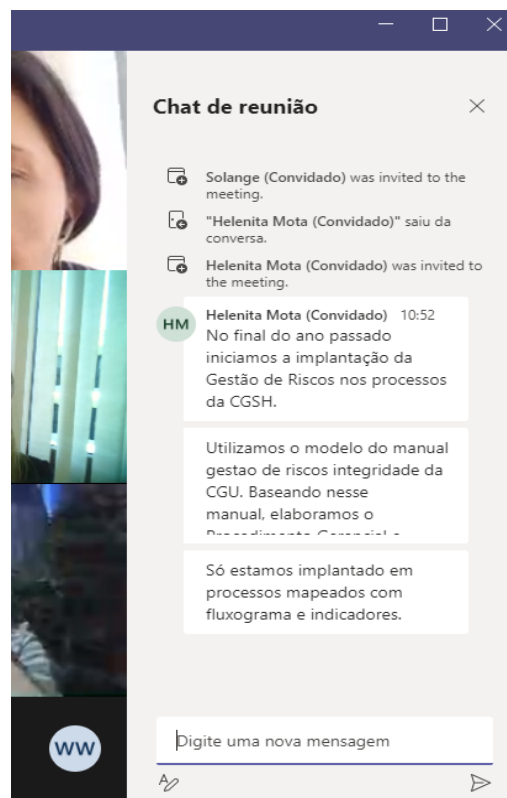 Chat de reunião
Solange (Convidado) was invited to the
meeting.
"Helenita Mota (Convidado)" saiu da
conversa.
Helenita Mota (Convidado) was invited to
the meeting.
HM
Helenita Mota (Convidado) 10:52
No final do ano passado
iniciamos a implantação da
Gestão de Riscos nos processos
da CGSH.
Utilizamos o modelo do manual
gestao de riscos integridade da
CGU. Baseando nesse
manual, elaboramos o
Procedimento Gerencial
Só estamos implantado em
processos mapeados com
fluxograma e indicadores.
WW
Digite uma nova mensagem